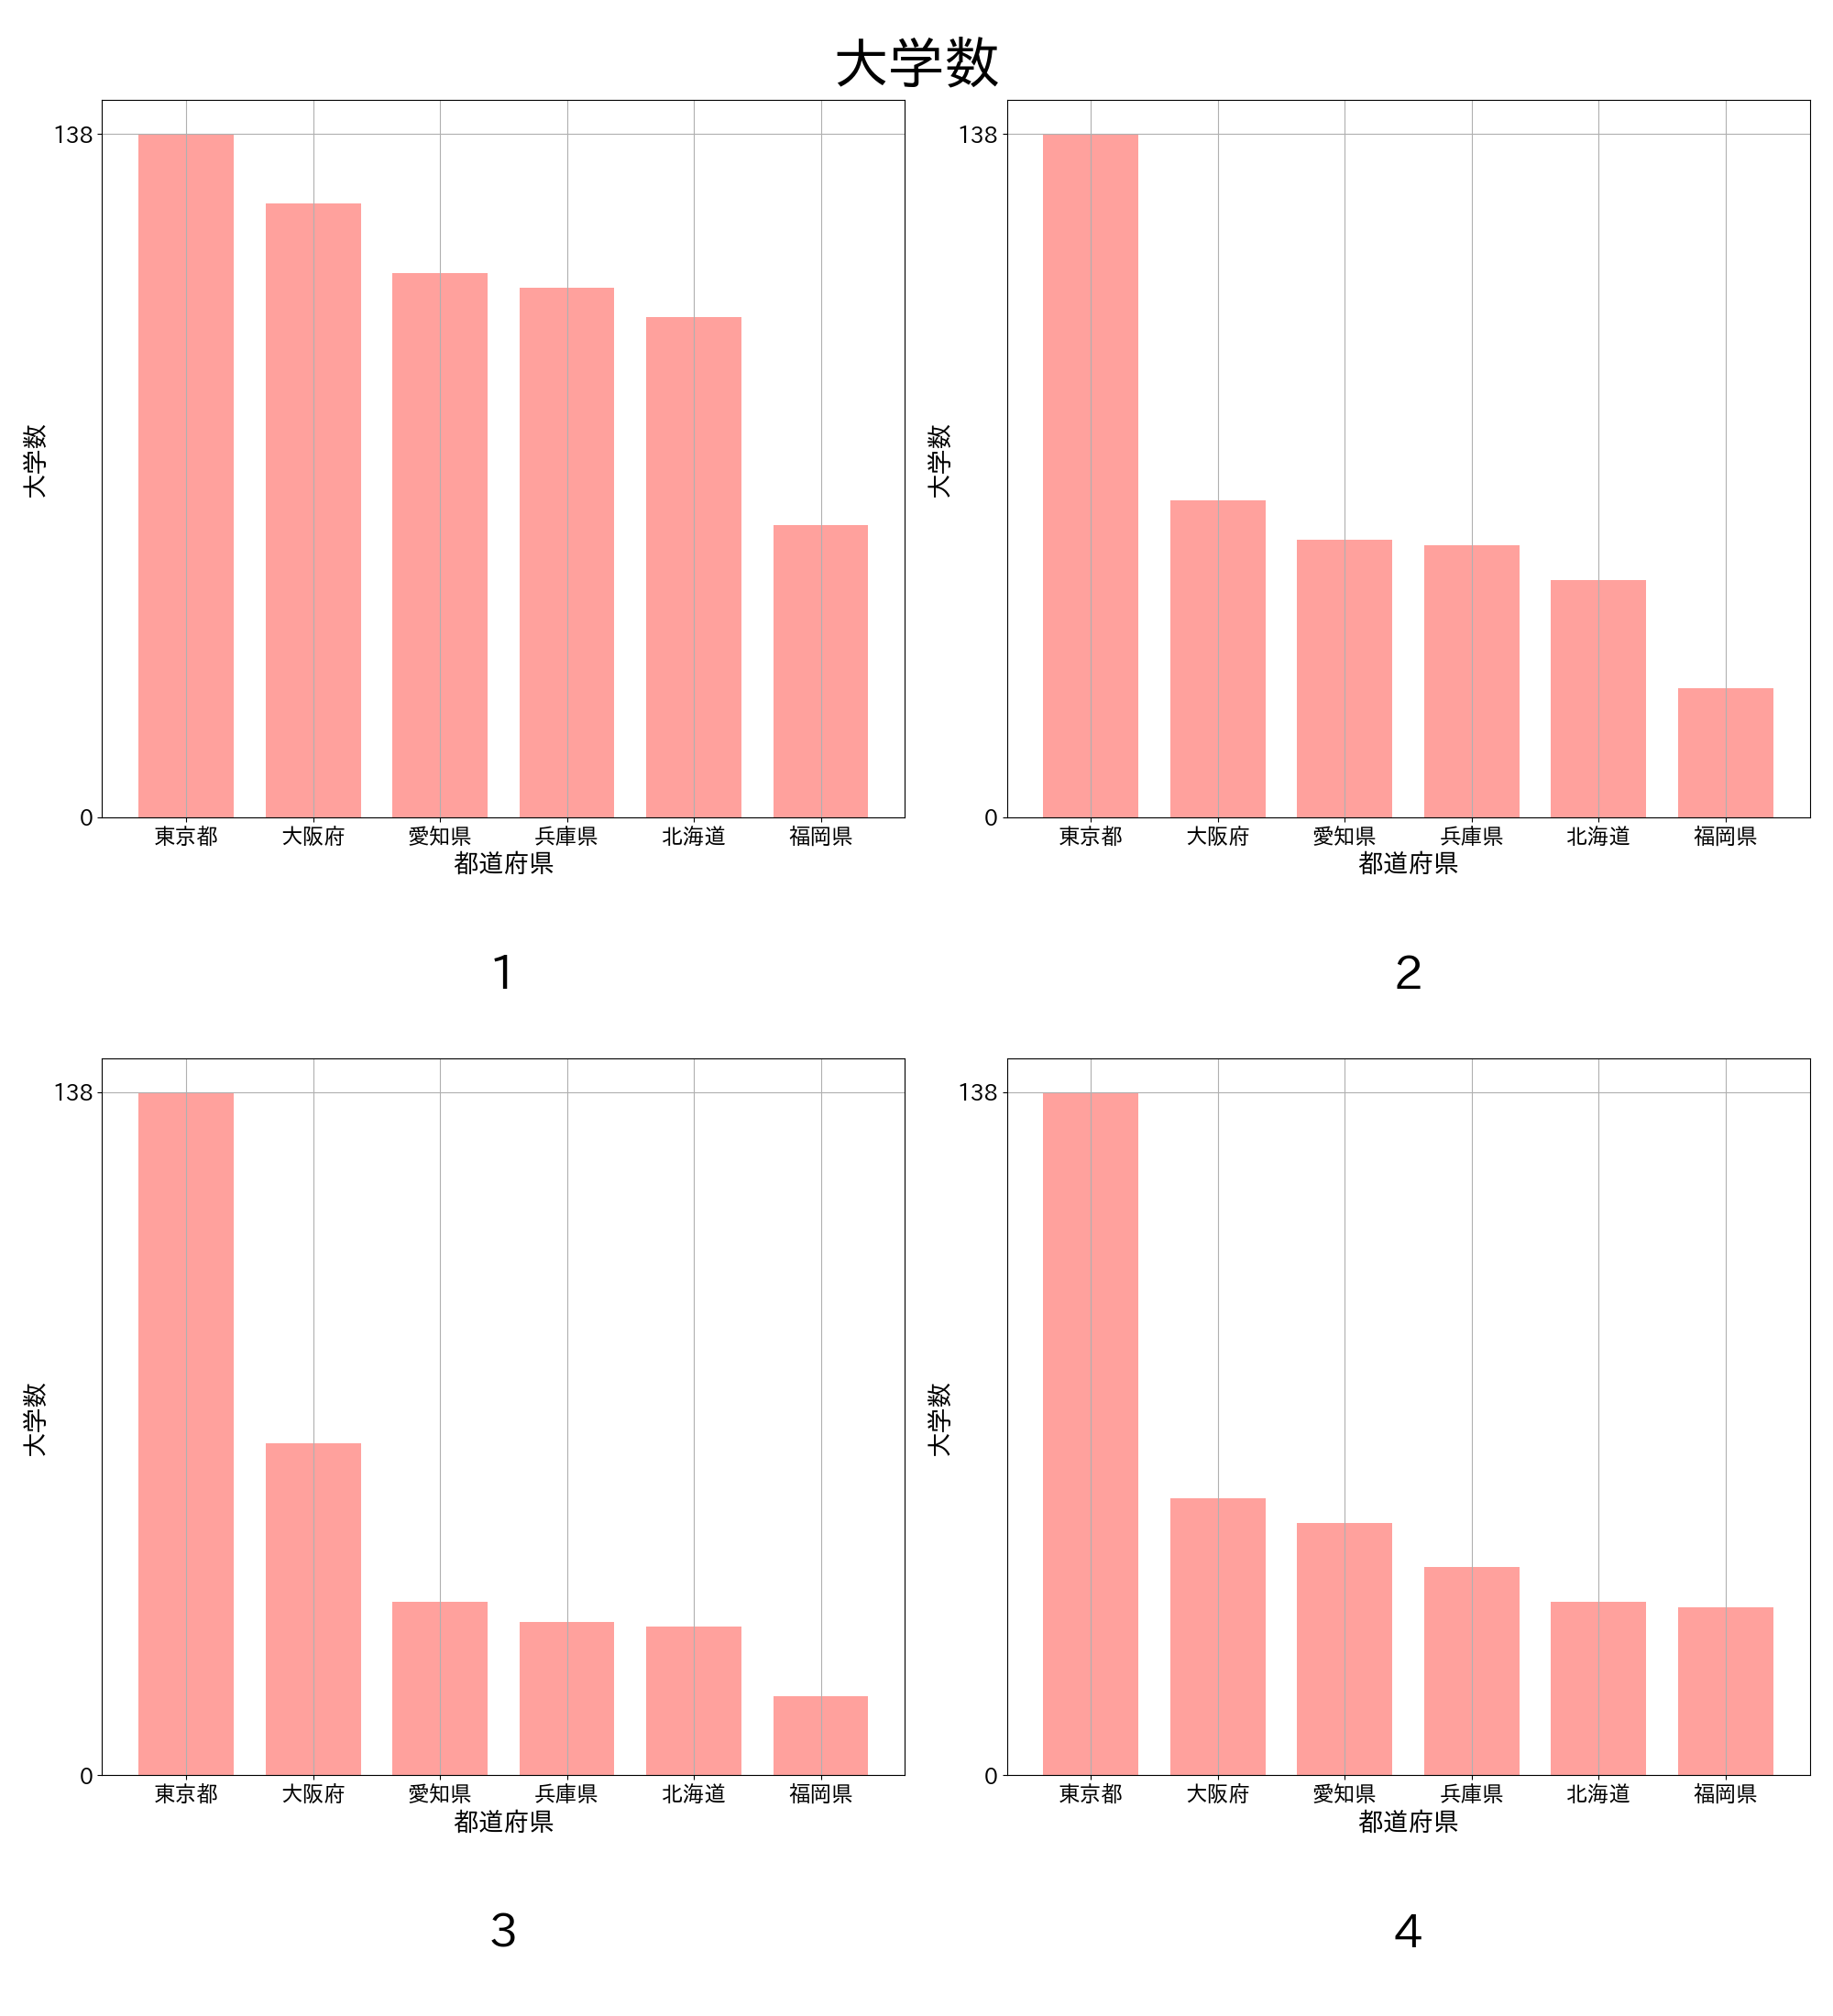 大学数
138
0
大学数
東京都 大阪府 愛知県 兵庫県 北海道 福岡県
都道府県
1
138
0
大学数
東京都 大阪府 愛知県 兵庫県 北海道 福岡県
都道府県
2
138
0
大学数
東京都 大阪府 愛知県 兵庫県 北海道 福岡県
都道府県
3
138
0
大学数
東京都 大阪府 愛知県 兵庫県 北海道 福岡県
都道府県
4